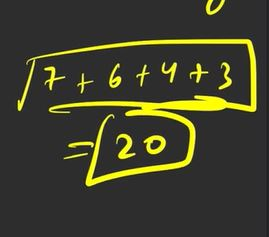 7 + 6 + 4 + 3
= 20